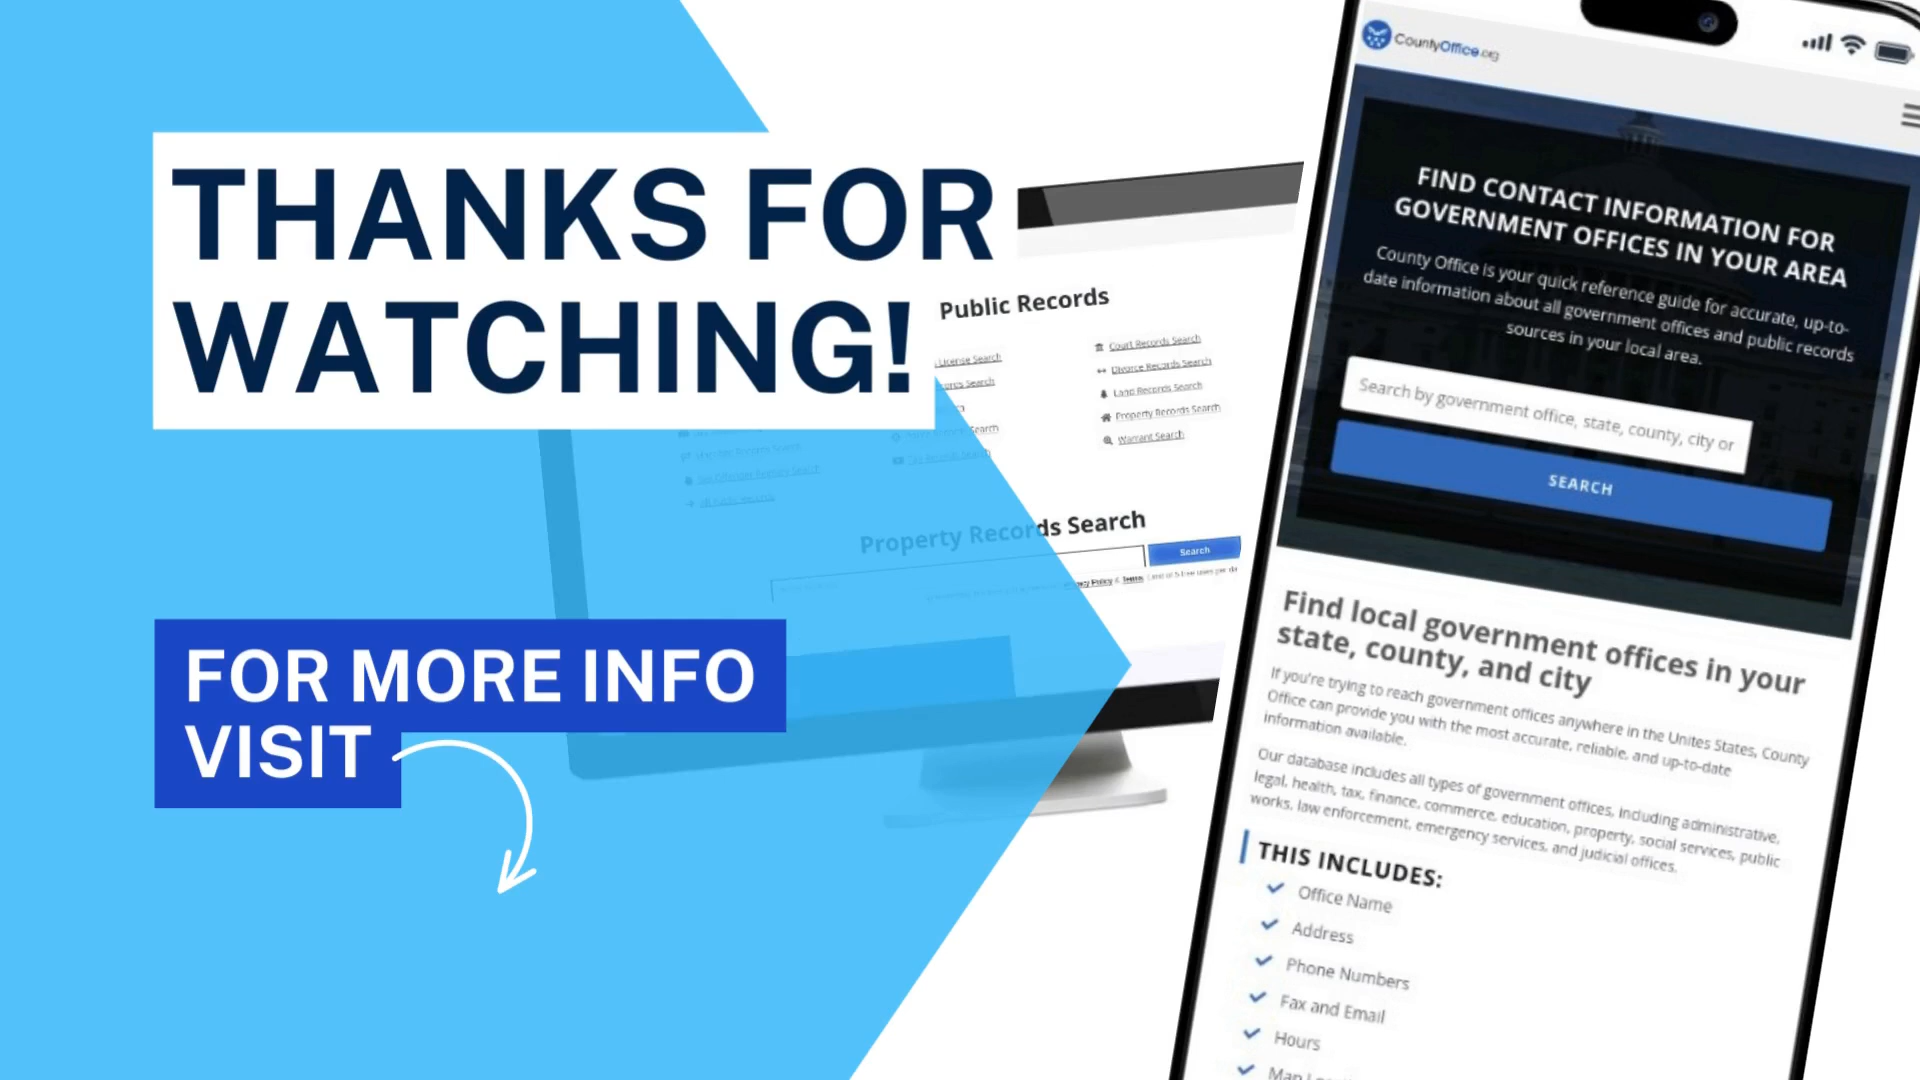 THANKS FOR
WATCHING!
FOR MORE INFO
VISIT
Public Records
License Search
Search
Search
Court Records Search
Divorce Records Search
Land Records Search
Property Records Search
Warrant Search
Property Records Search
Search
Policy & Terms
CountyOffice.org
FIND CONTACT INFORMATION FOR
GOVERNMENT OFFICES IN YOUR AREA
County Office is your quick reference guide for accurate, up-to-
date information about all government offices and public records
sources in your local area.
Search by government office, state, county, city or
SEARCH
Find local government offices in your
state, county, and city
If you're trying to reach government offices anywhere in the Unites States, County
Office can provide you with the most accurate, reliable, and up-to-date
information available.
Our database includes all types of government offices, including administrative,
legal, health, tax, finance, commerce, education, property, social services, public
works, law enforcement, emergency services, and judicial offices.
THIS INCLUDES:
Office Name
Address
Phone Numbers
Fax and Email
Hours
Map